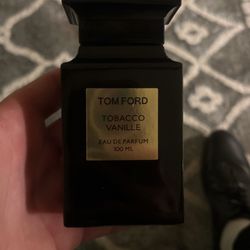 TOM FORD
TOBACCO
VANILLE
EAU DE PARFUM
100 ML